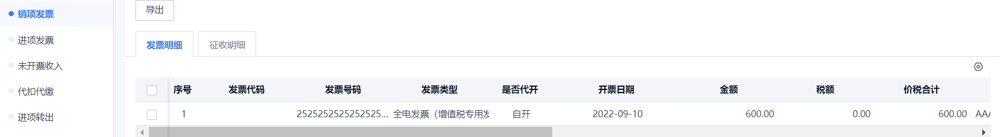 导出
销项发票
进项发票
未开票收入
代扣代缴
进项转出
发票明细 征收明细
序号 发票代码 发票号码 发票类型 是否代开 开票日期 金额 税额 价税合计
1 2525252525252525... 全电发票（增值税专用发 自开 2022-09-10 600.00 0.00 600.00 AAA